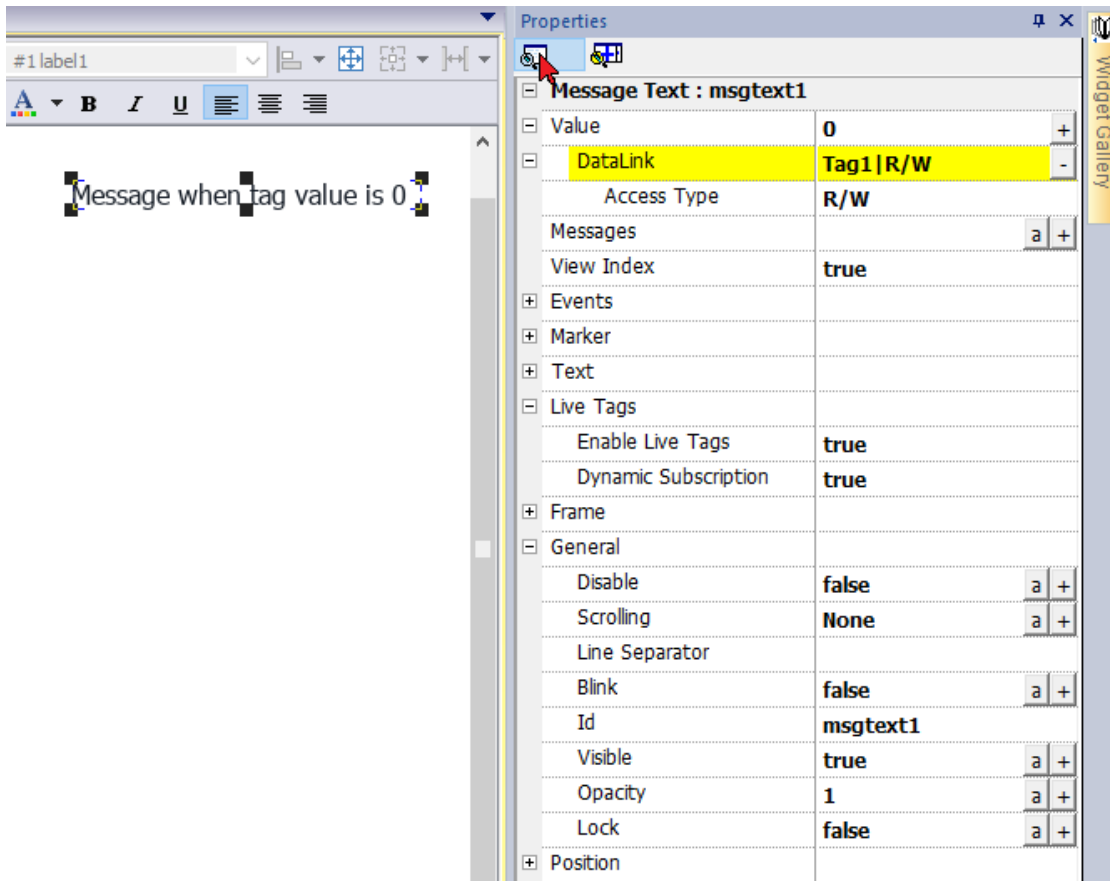 Properties
#1 label1
A B I U
Message when tag value is 0
Message Text : msgtext1
Value 0 +
DataLink Tag1|R/W -
Access Type R/W
Messages a +
View Index true
Events
Marker
Text
Live Tags
Enable Live Tags true
Dynamic Subscription true
Frame
General
Disable false a +
Scrolling None a +
Line Separator
Blink false a +
Id msgtext1
Visible true a +
Opacity 1 a +
Lock false a +
Position
Widget Gallery